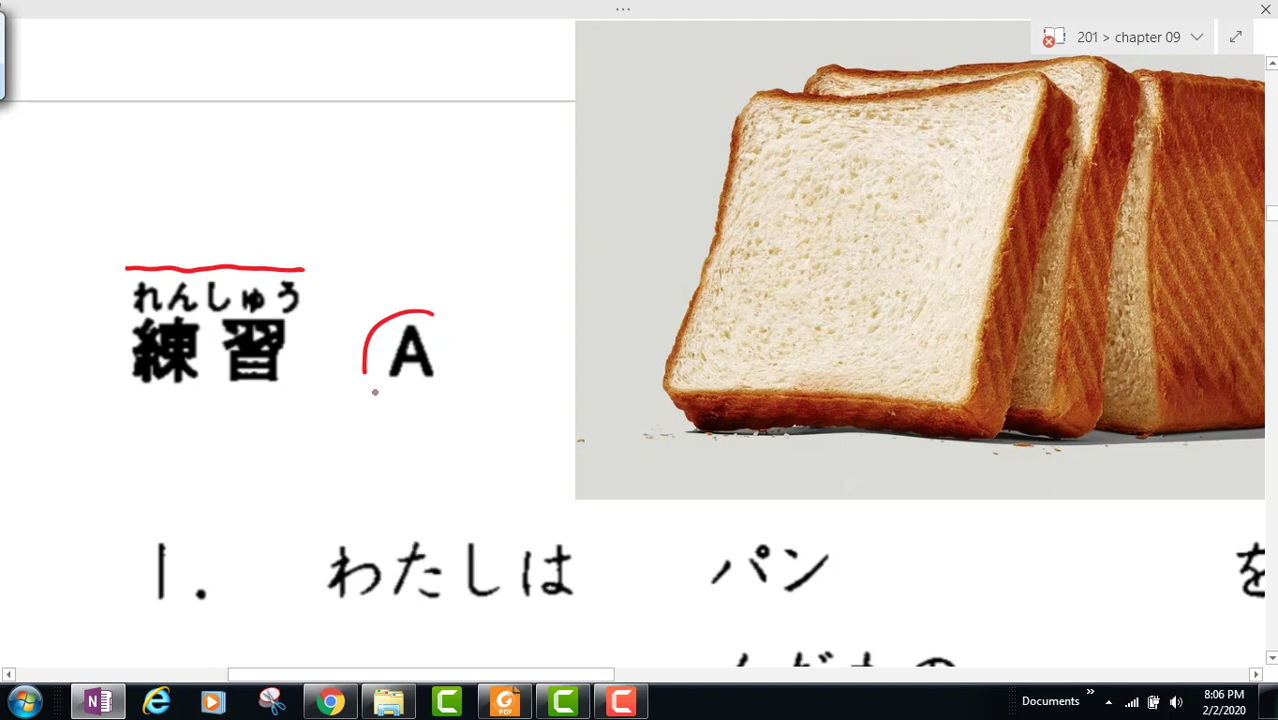 201 > chapter 09
れんしゅう
練習 A
1. わたしは パン を
Documents
8:06 PM
2/2/2020